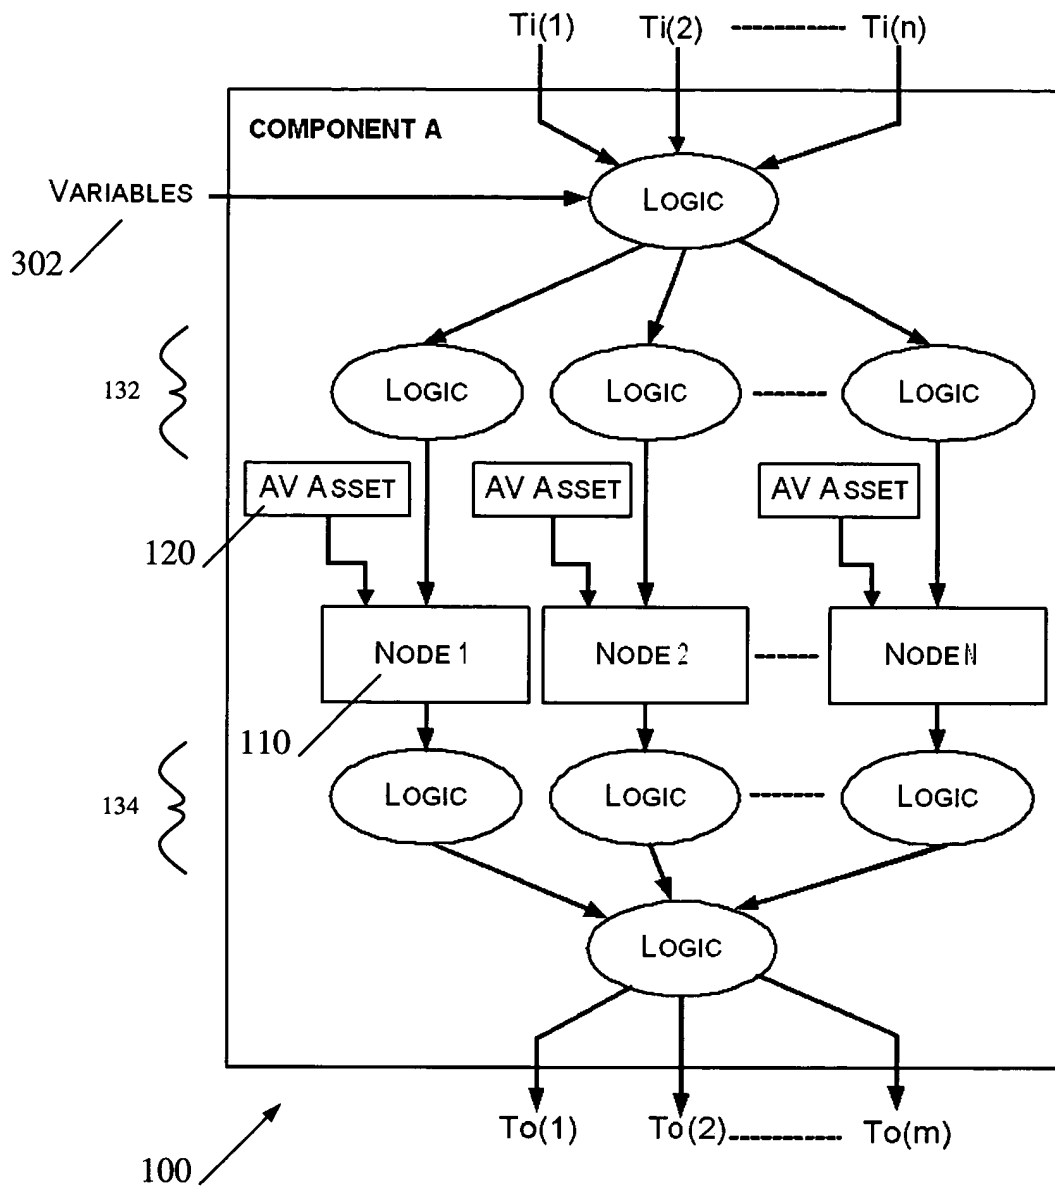 Ti(1) Ti(2) Ti(n)
COMPONENT A
VARIABLES
LOGIC
302
132
LOGIC LOGIC LOGIC
AV ASSET AV ASSET AV ASSET
120
NODE 1 NODE 2 NODE N
110
134
LOGIC LOGIC LOGIC
LOGIC
To(1) To(2) To(m)
100